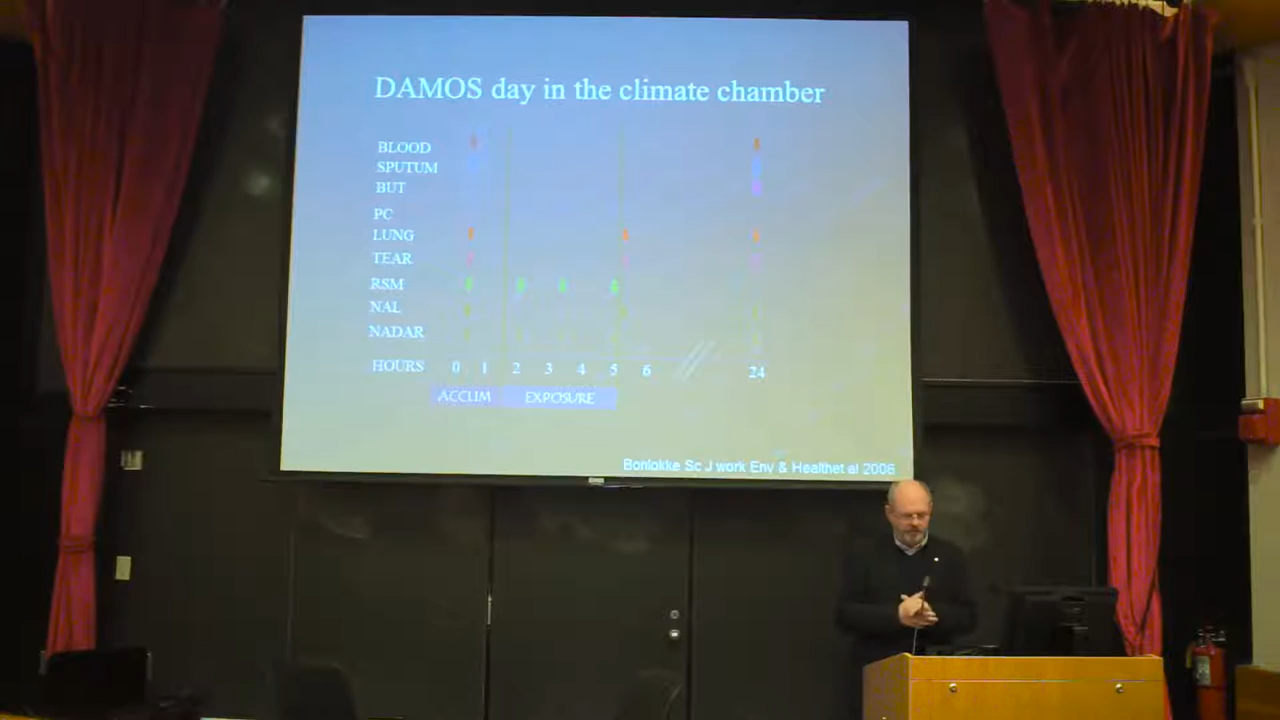 DAMOS day in the climate chamber
BLOOD
SPUTUM
BUT
PC
LUNG
TEAR
RSM
NAL
NADAR
HOURS 0 1 2 3 4 5 6 24
ACCLIM EXPOSURE
Bonlokke Sc J work Env & Healthet al 2006